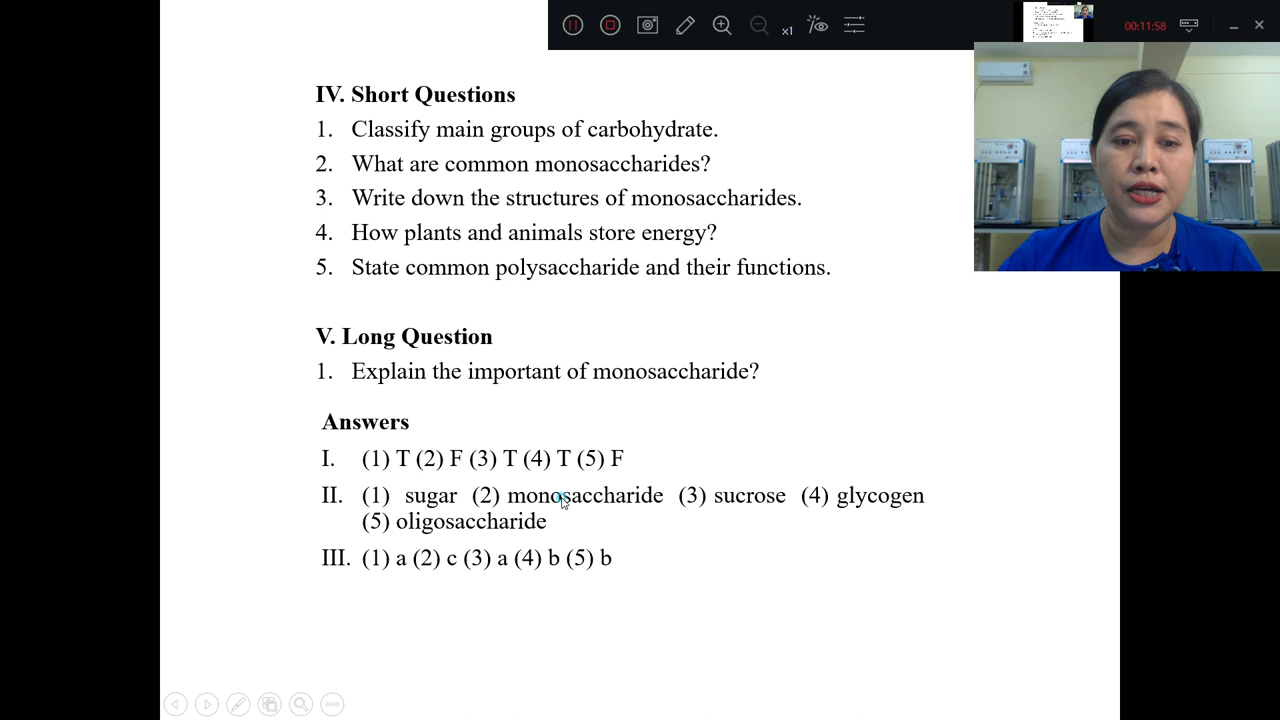 x1
00:11:58
IV. Short Questions
1. Classify main groups of carbohydrate.
2. What are common monosaccharides?
3. Write down the structures of monosaccharides.
4. How plants and animals store energy?
5. State common polysaccharide and their functions.
V. Long Question
1. Explain the important of monosaccharide?
Answers
I. (1) T (2) F (3) T (4) T (5) F
II. (1) sugar (2) monosaccharide (3) sucrose (4) glycogen
(5) oligosaccharide
III. (1) a (2) c (3) a (4) b (5) b